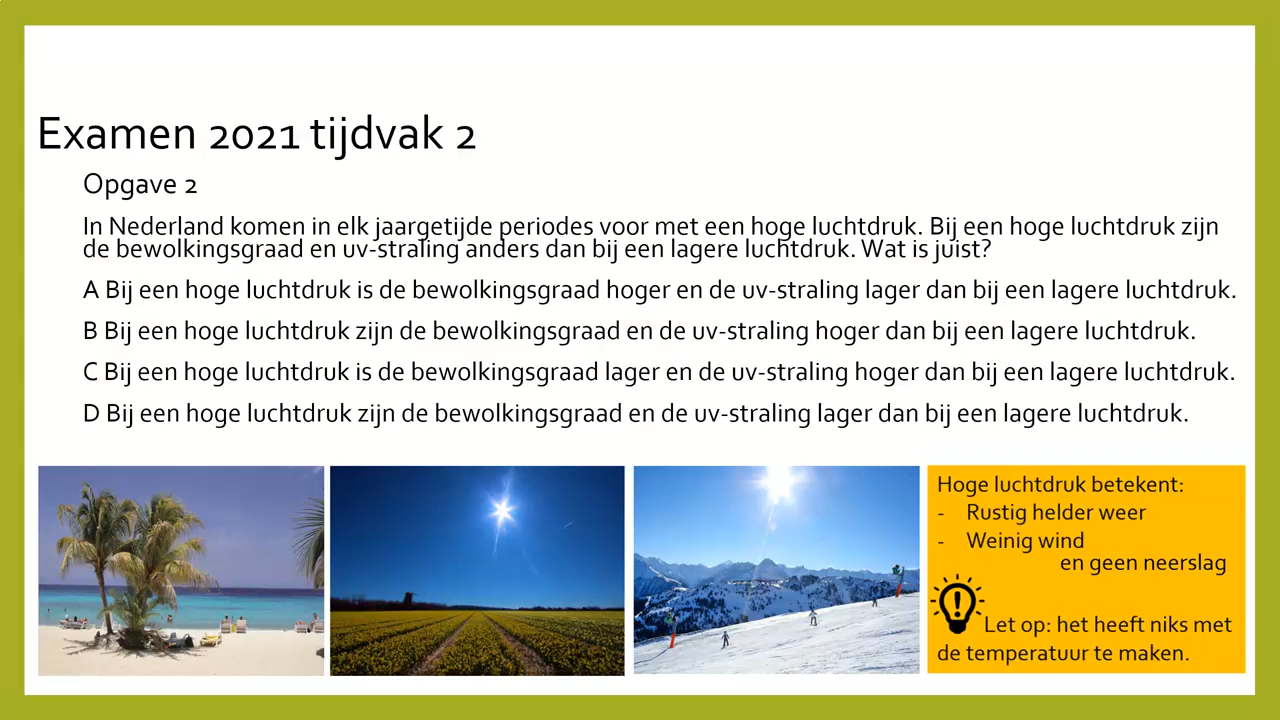 Examen 2021 tijdvak 2
Opgave 2
In Nederland komen in elk jaargetijde periodes voor met een hoge luchtdruk. Bij een hoge luchtdruk zijn
de bewolkingsgraad en uv-straling anders dan bij een lagere luchtdruk. Wat is juist?
A Bij een hoge luchtdruk is de bewolkingsgraad hoger en de uv-straling lager dan bij een lagere luchtdruk.
B Bij een hoge luchtdruk zijn de bewolkingsgraad en de uv-straling hoger dan bij een lagere luchtdruk.
C Bij een hoge luchtdruk is de bewolkingsgraad lager en de uv-straling hoger dan bij een lagere luchtdruk.
D Bij een hoge luchtdruk zijn de bewolkingsgraad en de uv-straling lager dan bij een lagere luchtdruk.
Hoge luchtdruk betekent:
- Rustig helder weer
- Weinig wind
en geen neerslag
Let op: het heeft niks met
de temperatuur te maken.